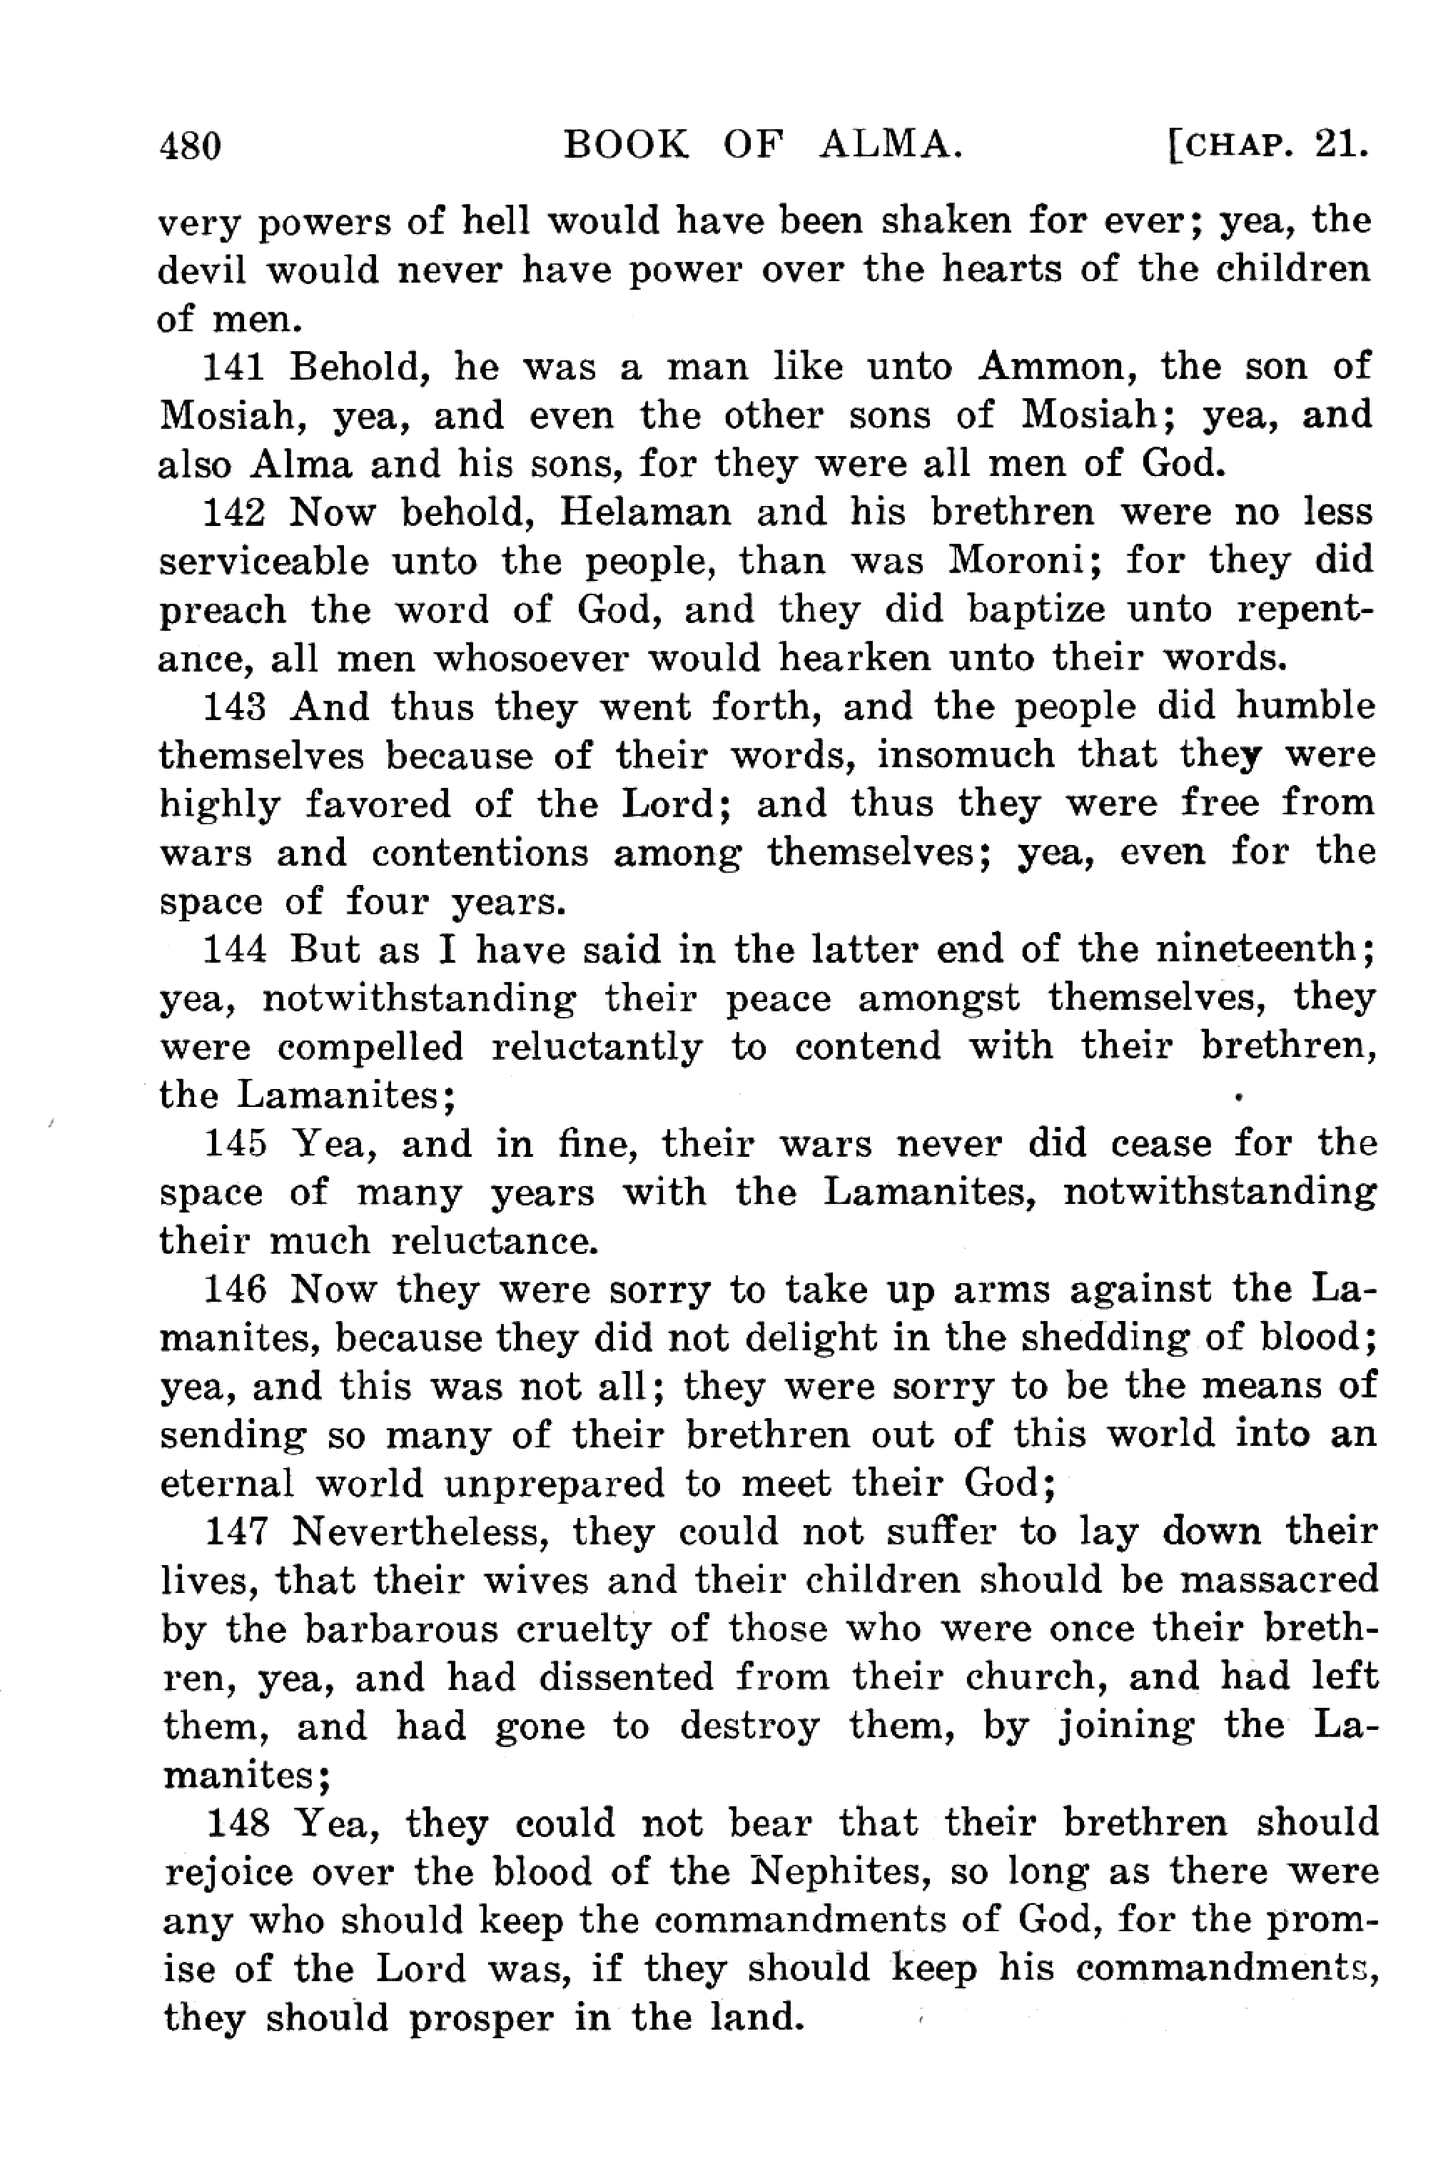 480 BOOK OF ALMA. [CHAP. 21.
very powers of hell would have been shaken for ever; yea, the
devil would never have power over the hearts of the children
of men.
141 Behold, he was a man like unto Ammon, the son of
Mosiah, yea, and even the other sons of Mosiah; yea, and
also Alma and his sons, for they were all men of God.
142 Now behold, Helaman and his brethren were no less
serviceable unto the people, than was Moroni; for they did
preach the word of God, and they did baptize unto repent-
ance, all men whosoever would hearken unto their words.
143 And thus they went forth, and the people did humble
themselves because of their words, insomuch that they were
highly favored of the Lord; and thus they were free from
wars and contentions among themselves; yea, even for the
space of four years.
144 But as I have said in the latter end of the nineteenth;
yea, notwithstanding their peace amongst themselves, they
were compelled reluctantly to contend with their brethren,
the Lamanites;
145 Yea, and in fine, their wars never did cease for the
space of many years with the Lamanites, notwithstanding
their much reluctance.
146 Now they were sorry to take up arms against the La-
manites, because they did not delight in the shedding of blood;
yea, and this was not all; they were sorry to be the means of
sending so many of their brethren out of this world into an
eternal world unprepared to meet their God;
147 Nevertheless, they could not suffer to lay down their
lives, that their wives and their children should be massacred
by the barbarous cruelty of those who were once their breth-
ren, yea, and had dissented from their church, and had left
them, and had gone to destroy them, by joining the La-
manites;
148 Yea, they could not bear that their brethren should
rejoice over the blood of the Nephites, so long as there were
any who should keep the commandments of God, for the prom-
ise of the Lord was, if they should keep his commandments,
they should prosper in the land.